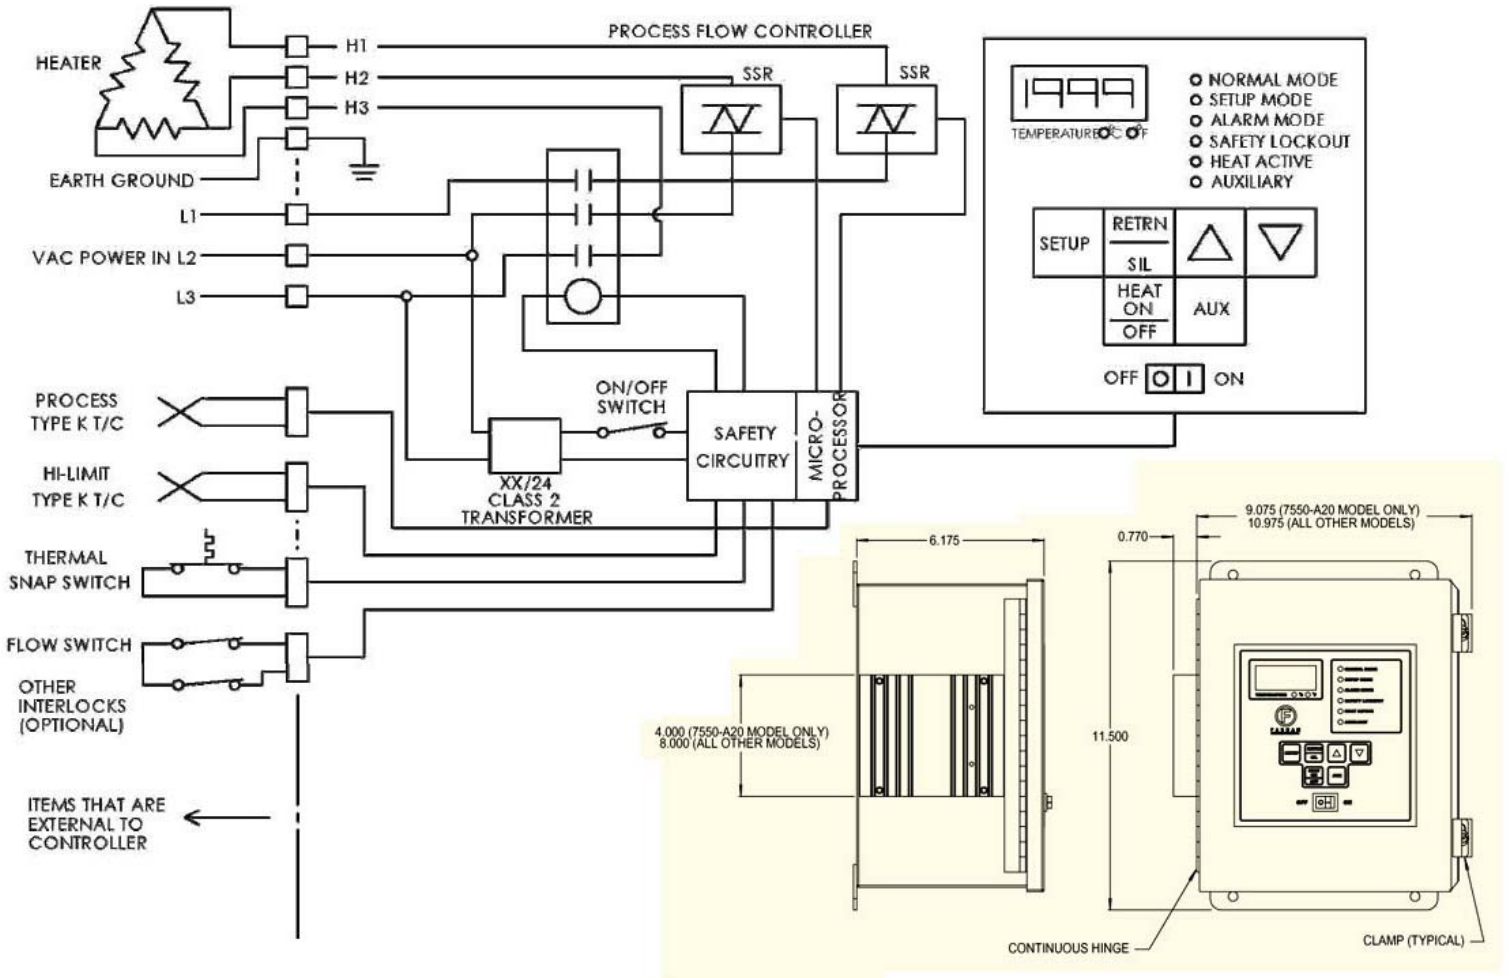 HEATER
H1
H2
H3
PROCESS FLOW CONTROLLER
SSR
SSR
EARTH GROUND
L1
VAC POWER IN L2
L3
PROCESS
TYPE K T/C
HI-LIMIT
TYPE K T/C
THERMAL
SNAP SWITCH
FLOW SWITCH
OTHER
INTERLOCKS
(OPTIONAL)
ITEMS THAT ARE
EXTERNAL TO
CONTROLLER
ON/OFF
SWITCH
XX/24
CLASS 2
TRANSFORMER
SAFETY
CIRCUITRY
MICRO-
PROCESSOR
1999
TEMPERATURE °C °F
NORMAL MODE
SETUP MODE
ALARM MODE
SAFETY LOCKOUT
HEAT ACTIVE
AUXILIARY
SETUP
RETRN
SIL
HEAT
ON
OFF
AUX
OFF O I ON
6.175
4.000 (7550-A20 MODEL ONLY)
8.000 (ALL OTHER MODELS)
9.075 (7550-A20 MODEL ONLY)
10.975 (ALL OTHER MODELS)
0.770
11.500
CONTINUOUS HINGE
CLAMP (TYPICAL)